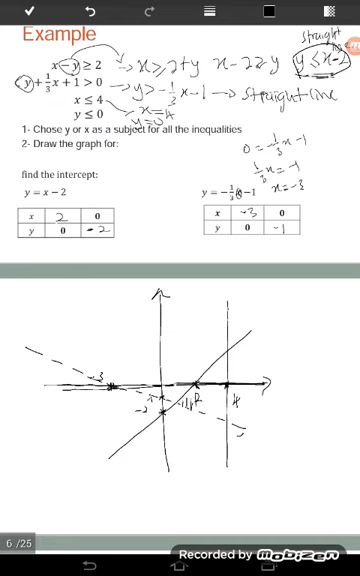 Example
straight
x − y ≥ 2 → x ≥ 2+y x−2 ≥ y y ≤ x−2
y + 1/3 x + 1 > 0 → y > −1/3 x −1 → straight line
x ≤ 4 x = 4
y ≤ 0 y = 0
1- Chose y or x as a subject for all the inequalities
2- Draw the graph for:
0 = −1/3 x −1
1/3 x = −1
x = −3
find the intercept:
y = x − 2 y = −1/3 x −1
x 2 0 x -3 0
y 0 -2 y 0 -1
-3
2 4
-1
-2
6 /25
Recorded by
mobizen